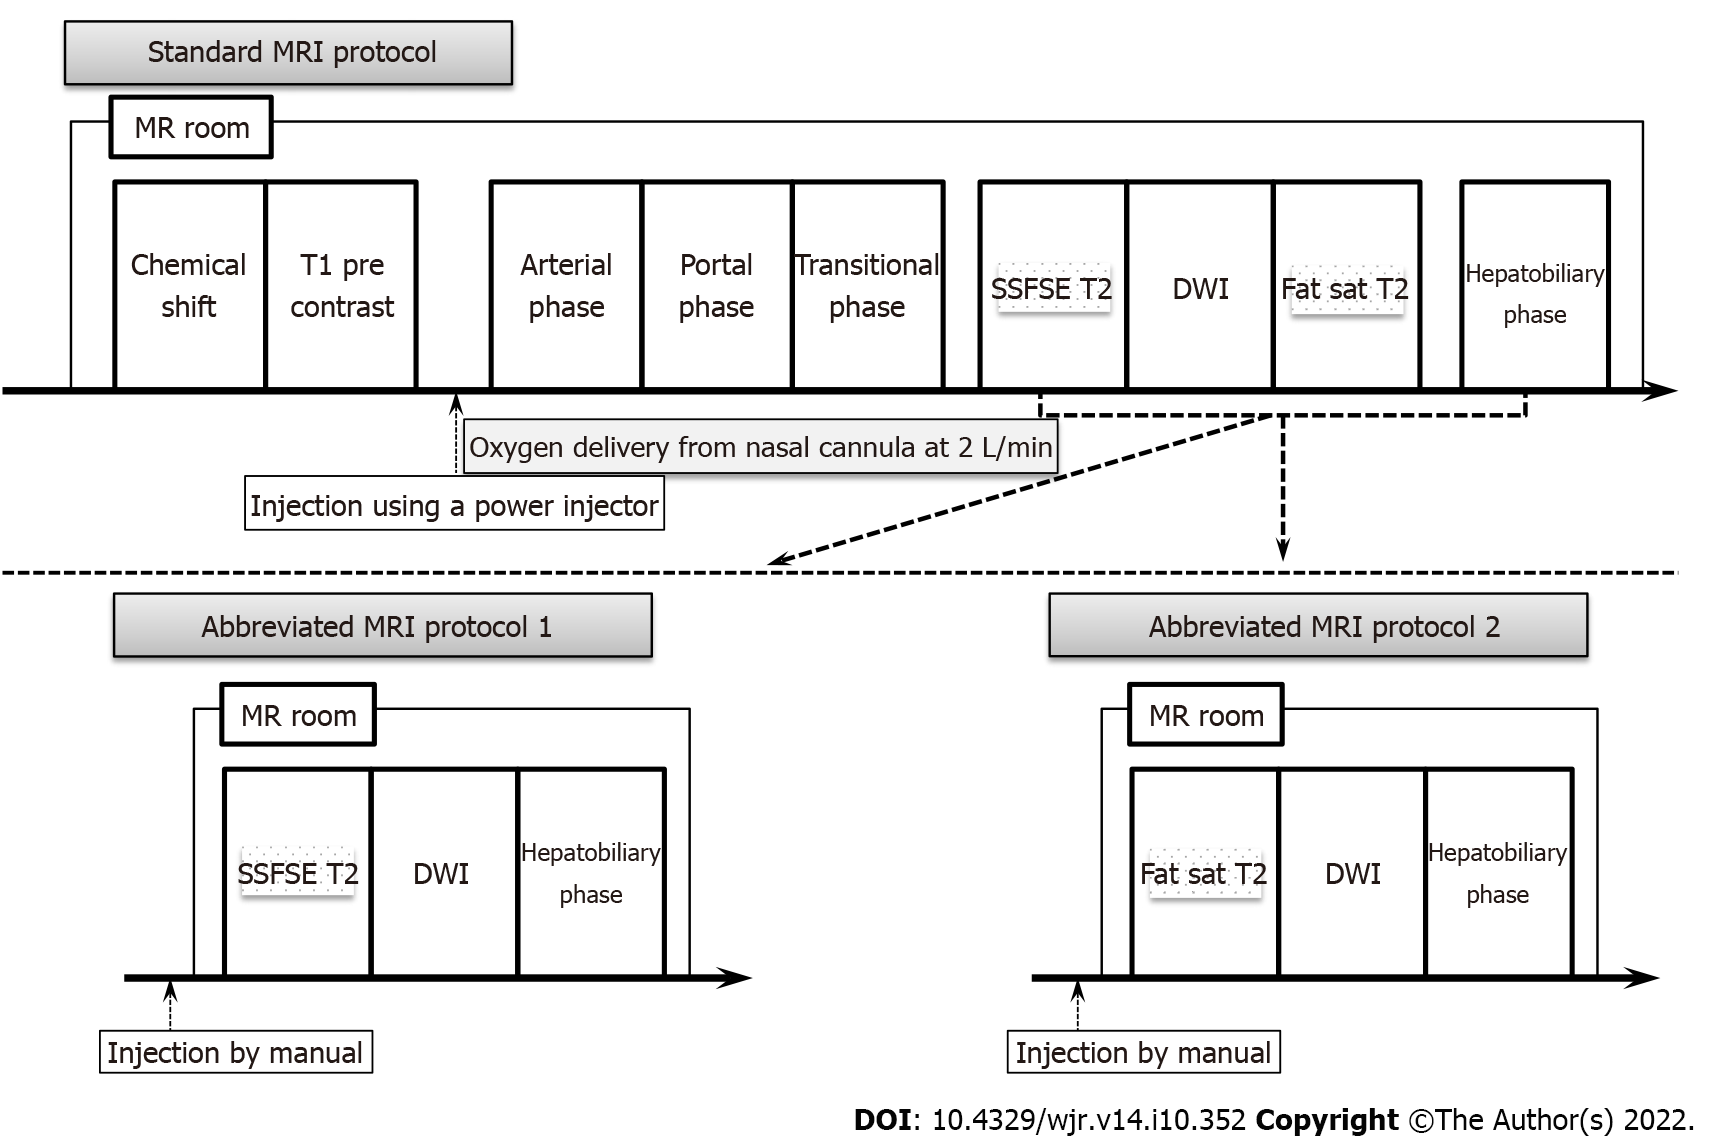 Standard MRI protocol
MR room
Chemical
shift
T1 pre
contrast
Arterial
phase
Portal
phase
Transitional
phase
SSFSE T2
DWI
Fat sat T2
Hepatobiliary
phase
Oxygen delivery from nasal cannula at 2 L/min
Injection using a power injector
Abbreviated MRI protocol 1
MR room
SSFSE T2
DWI
Hepatobiliary
phase
Injection by manual
Abbreviated MRI protocol 2
MR room
Fat sat T2
DWI
Hepatobiliary
phase
Injection by manual
DOI: 10.4329/wjr.v14.i10.352 Copyright ©The Author(s) 2022.